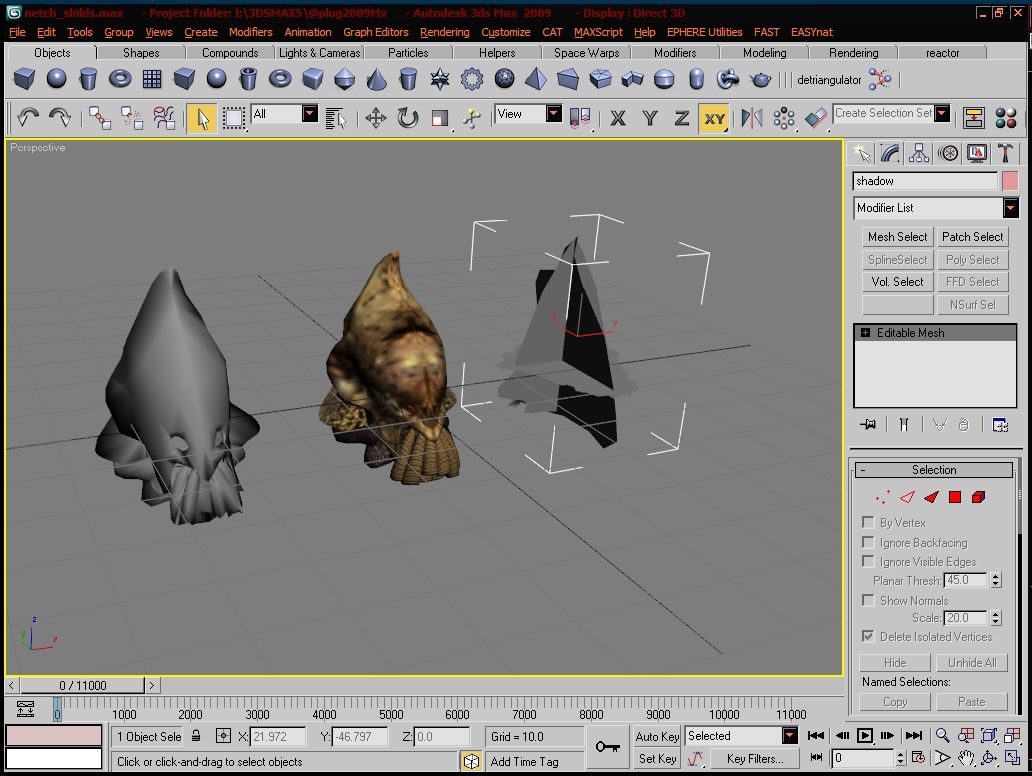 netch_shilds.max - Project Folder: I:\3DSMAX5\@plug2009Mx - Autodesk 3ds Max 2009 - Display : Direct 3D
File Edit Tools Group Views Create Modifiers Animation Graph Editors Rendering Customize CAT MAXScript Help EPHERE Utilities FAST EASYnat
Objects Shapes Compounds Lights & Cameras Particles Helpers Space Warps Modifiers Modeling Rendering reactor
detriangulator
All View X Y Z XY Create Selection Set
Perspective
shadow
Modifier List
Mesh Select Patch Select
SplineSelect Poly Select
Vol. Select FFD Select
NSurf Sel
Editable Mesh
- Selection
By Vertex
Ignore Backfacing
Ignore Visible Edges
Planar Thresh: 45.0
Show Normals
Scale: 20.0
Delete Isolated Vertices
Hide Unhide All
Named Selections:
Copy Paste
z
y
< 0 / 11000 >
0 1000 2000 3000 4000 5000 6000 7000 8000 9000 10000 11000
1 Object Sele X: 21.972 Y: -46.797 Z: 0.0 Grid = 10.0 Auto Key Selected
Click or click-and-drag to select objects Add Time Tag Set Key Key Filters... 0